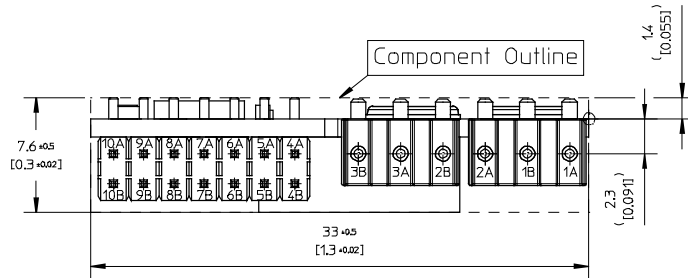 Component Outline
1.4
(
[0.055]
7.6 ±0.5
[0.3 ±0.02]
10A 9A 8A 7A 6A 5A 4A
3B 3A 2B 2A 1B 1A
10B 9B 8B 7B 6B 5B 4B
2.3
(
[0.091]
33 ±0.5
[1.3 ±0.02]